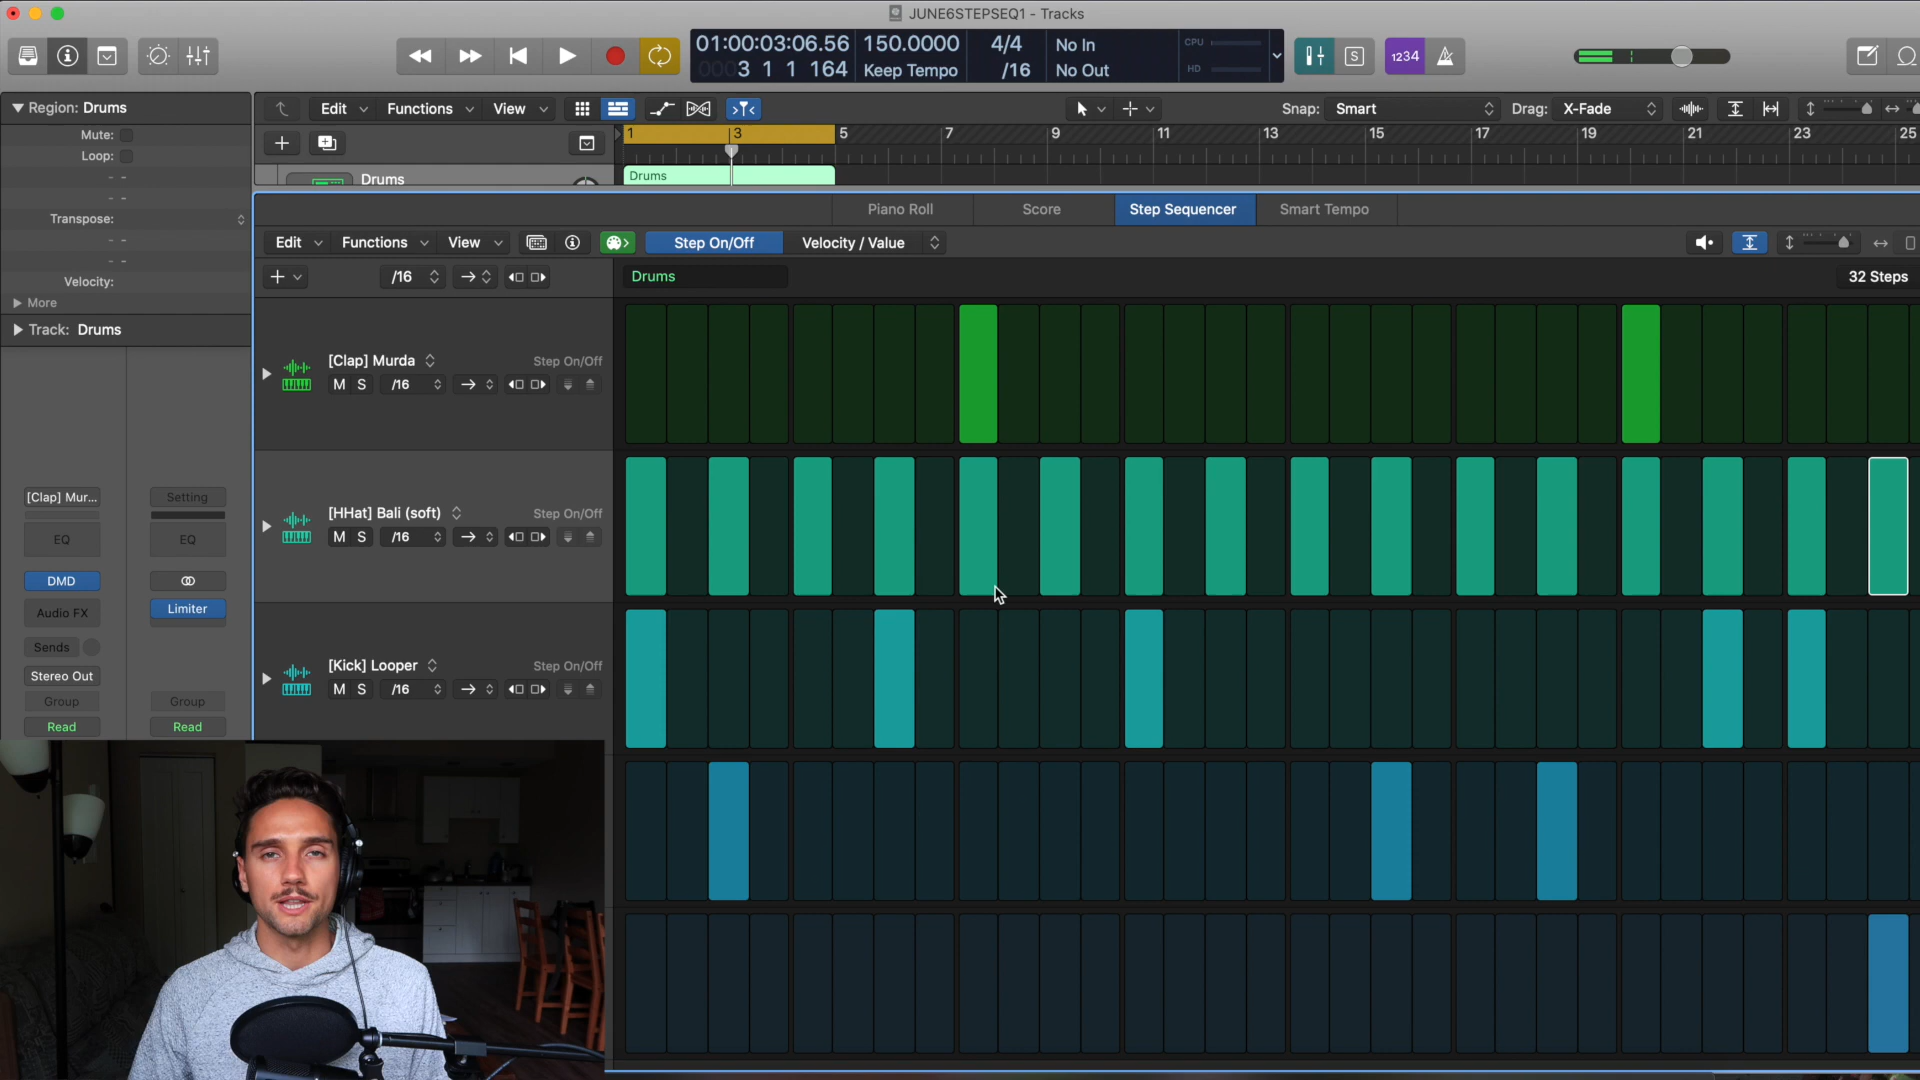 JUNE6STEPSEQ1 - Tracks
01:00:03:06.56 150.0000 4/4 No In CPU
0003 1 1 164 Keep Tempo /16 No Out HD
S 1234
Region: Drums
Edit Functions View Snap: Smart Drag: X-Fade
Mute:
Loop:
Transpose:
Velocity:
More
Track: Drums
1 3 5 7 9 11 13 15 17 19 21 23 25
Drums Drums
Piano Roll Score Step Sequencer Smart Tempo
Edit Functions View Step On/Off Velocity / Value
/16 Drums 32 Steps
[Clap] Murda Step On/Off
M S /16
[HHat] Bali (soft) Step On/Off
M S /16
[Kick] Looper Step On/Off
M S /16
[Clap] Mur... Setting
EQ EQ
DMD
Audio FX Limiter
Sends
Stereo Out
Group Group
Read Read